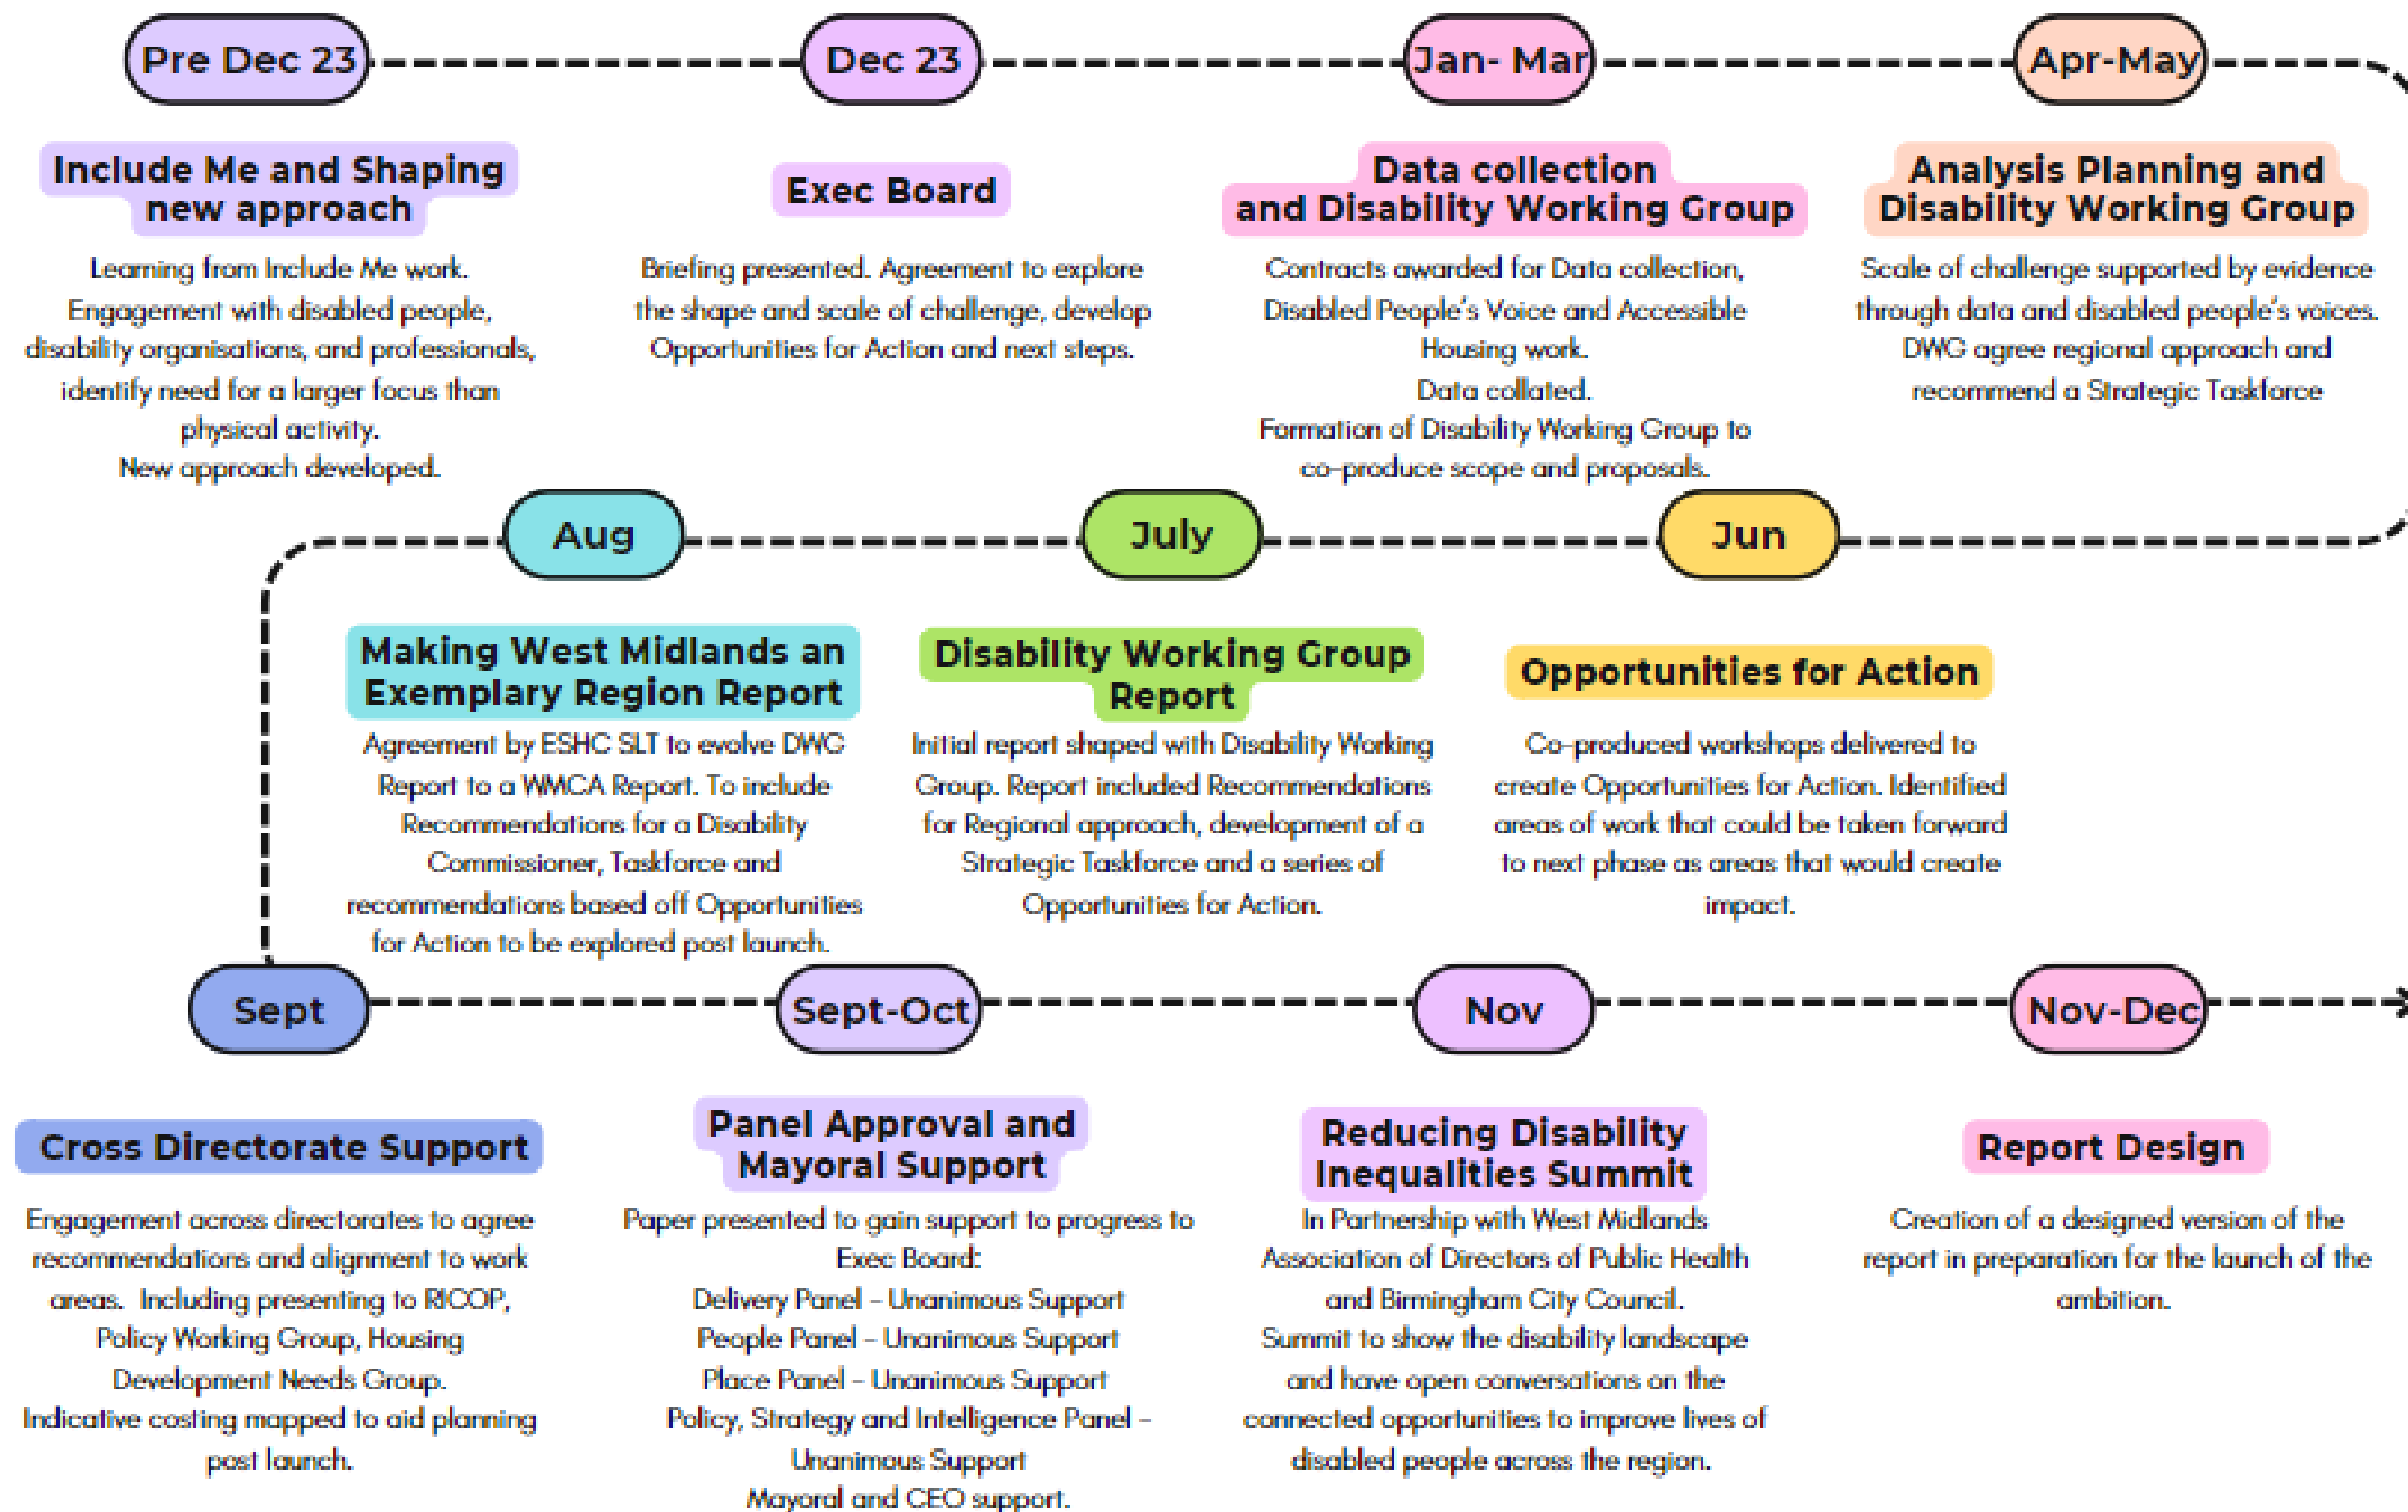 Pre Dec 23
Include Me and Shaping
new approach
Learning from Include Me work.
Engagement with disabled people,
disability organisations, and professionals,
identify need for a larger focus than
physical activity.
New approach developed.
Dec 23
Exec Board
Briefing presented. Agreement to explore
the shape and scale of challenge, develop
Opportunities for Action and next steps.
Jan- Mar
Data collection
and Disability Working Group
Contracts awarded for Data collection,
Disabled People's Voice and Accessible
Housing work.
Data collated.
Formation of Disability Working Group to
co-produce scope and proposals.
Apr-May
Analysis Planning and
Disability Working Group
Scale of challenge supported by evidence
through data and disabled people's voices.
DWG agree regional approach and
recommend a Strategic Taskforce
Jun
Opportunities for Action
Co-produced workshops delivered to
create Opportunities for Action. Identified
areas of work that could be taken forward
to next phase as areas that would create
impact.
July
Disability Working Group
Report
Initial report shaped with Disability Working
Group. Report included Recommendations
for Regional approach, development of a
Strategic Taskforce and a series of
Opportunities for Action.
Aug
Making West Midlands an
Exemplary Region Report
Agreement by ESHC SLT to evolve DWG
Report to a WMCA Report. To include
Recommendations for a Disability
Commissioner, Taskforce and
recommendations based off Opportunities
for Action to be explored post launch.
Sept
Cross Directorate Support
Engagement across directorates to agree
recommendations and alignment to work
areas. Including presenting to RICOP,
Policy Working Group, Housing
Development Needs Group.
Indicative costing mapped to aid planning
post launch.
Sept-Oct
Panel Approval and
Mayoral Support
Paper presented to gain support to progress to
Exec Board:
Delivery Panel – Unanimous Support
People Panel – Unanimous Support
Place Panel – Unanimous Support
Policy, Strategy and Intelligence Panel –
Unanimous Support
Mayoral and CEO support.
Nov
Reducing Disability
Inequalities Summit
In Partnership with West Midlands
Association of Directors of Public Health
and Birmingham City Council.
Summit to show the disability landscape
and have open conversations on the
connected opportunities to improve lives of
disabled people across the region.
Nov-Dec
Report Design
Creation of a designed version of the
report in preparation for the launch of the
ambition.